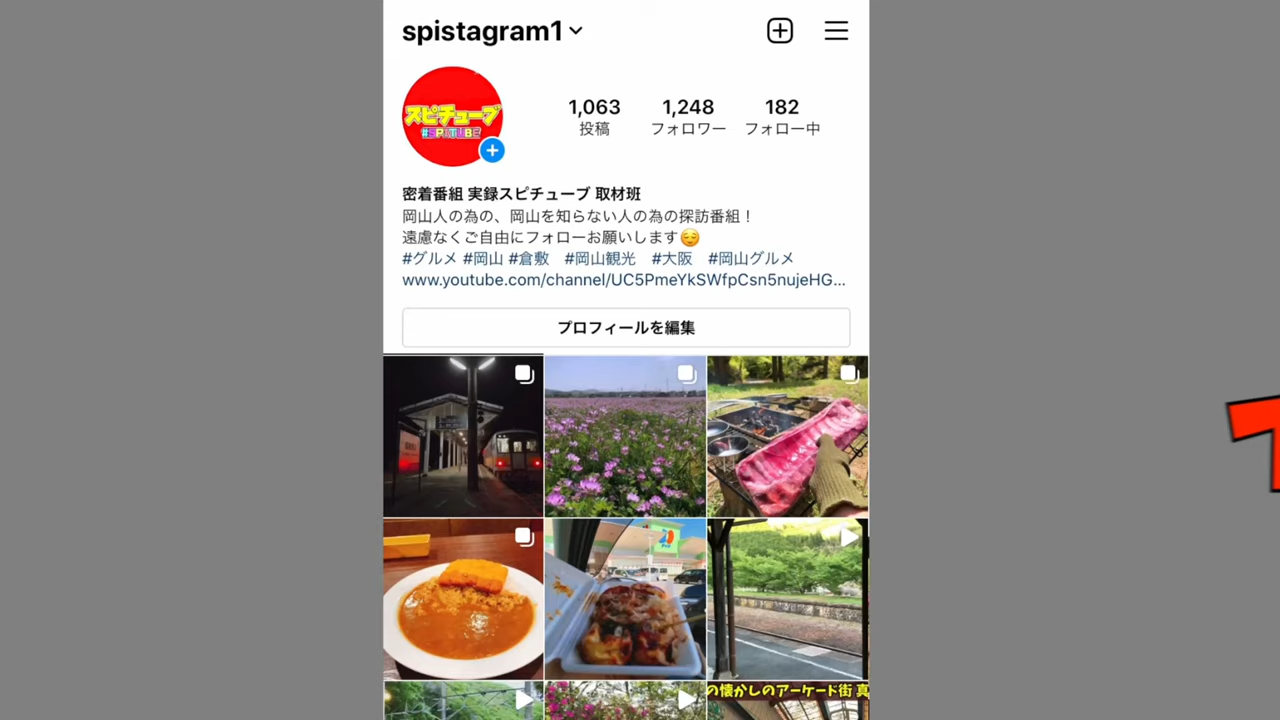 spistagram1
スピチューブ
#SPITUBE
1,063
投稿
1,248
フォロワー
182
フォロー中
密着番組 実録スピチューブ 取材班
岡山人の為の、岡山を知らない人の為の探訪番組！
遠慮なくご自由にフォローお願いします😌
#グルメ #岡山 #倉敷　#岡山観光　#大阪　#岡山グルメ
www.youtube.com/channel/UC5PmeYkSWfpCsn5nujeHG...
プロフィールを編集
の懐かしのアーケード街 真